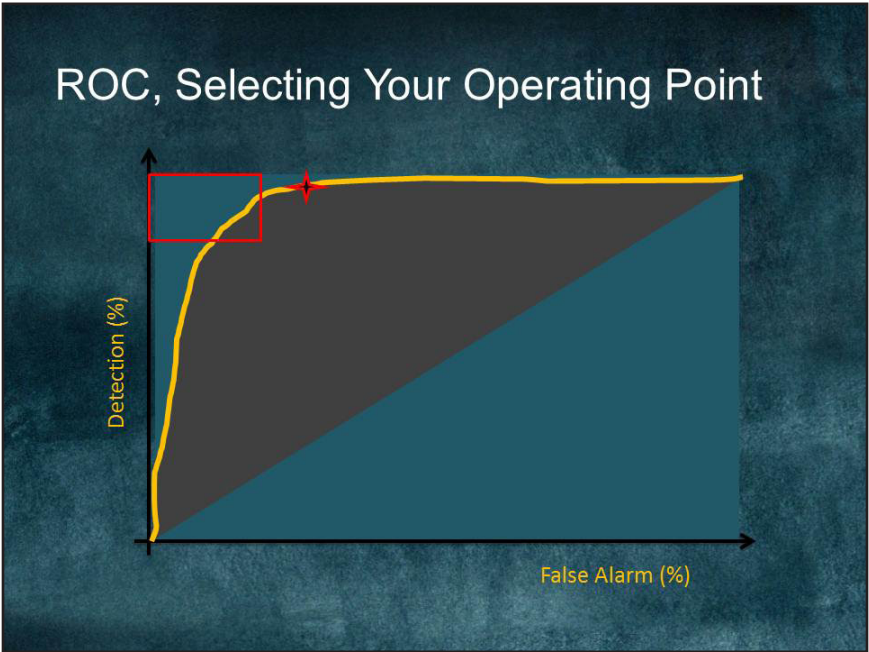 ROC, Selecting Your Operating Point
Detection (%)
False Alarm (%)